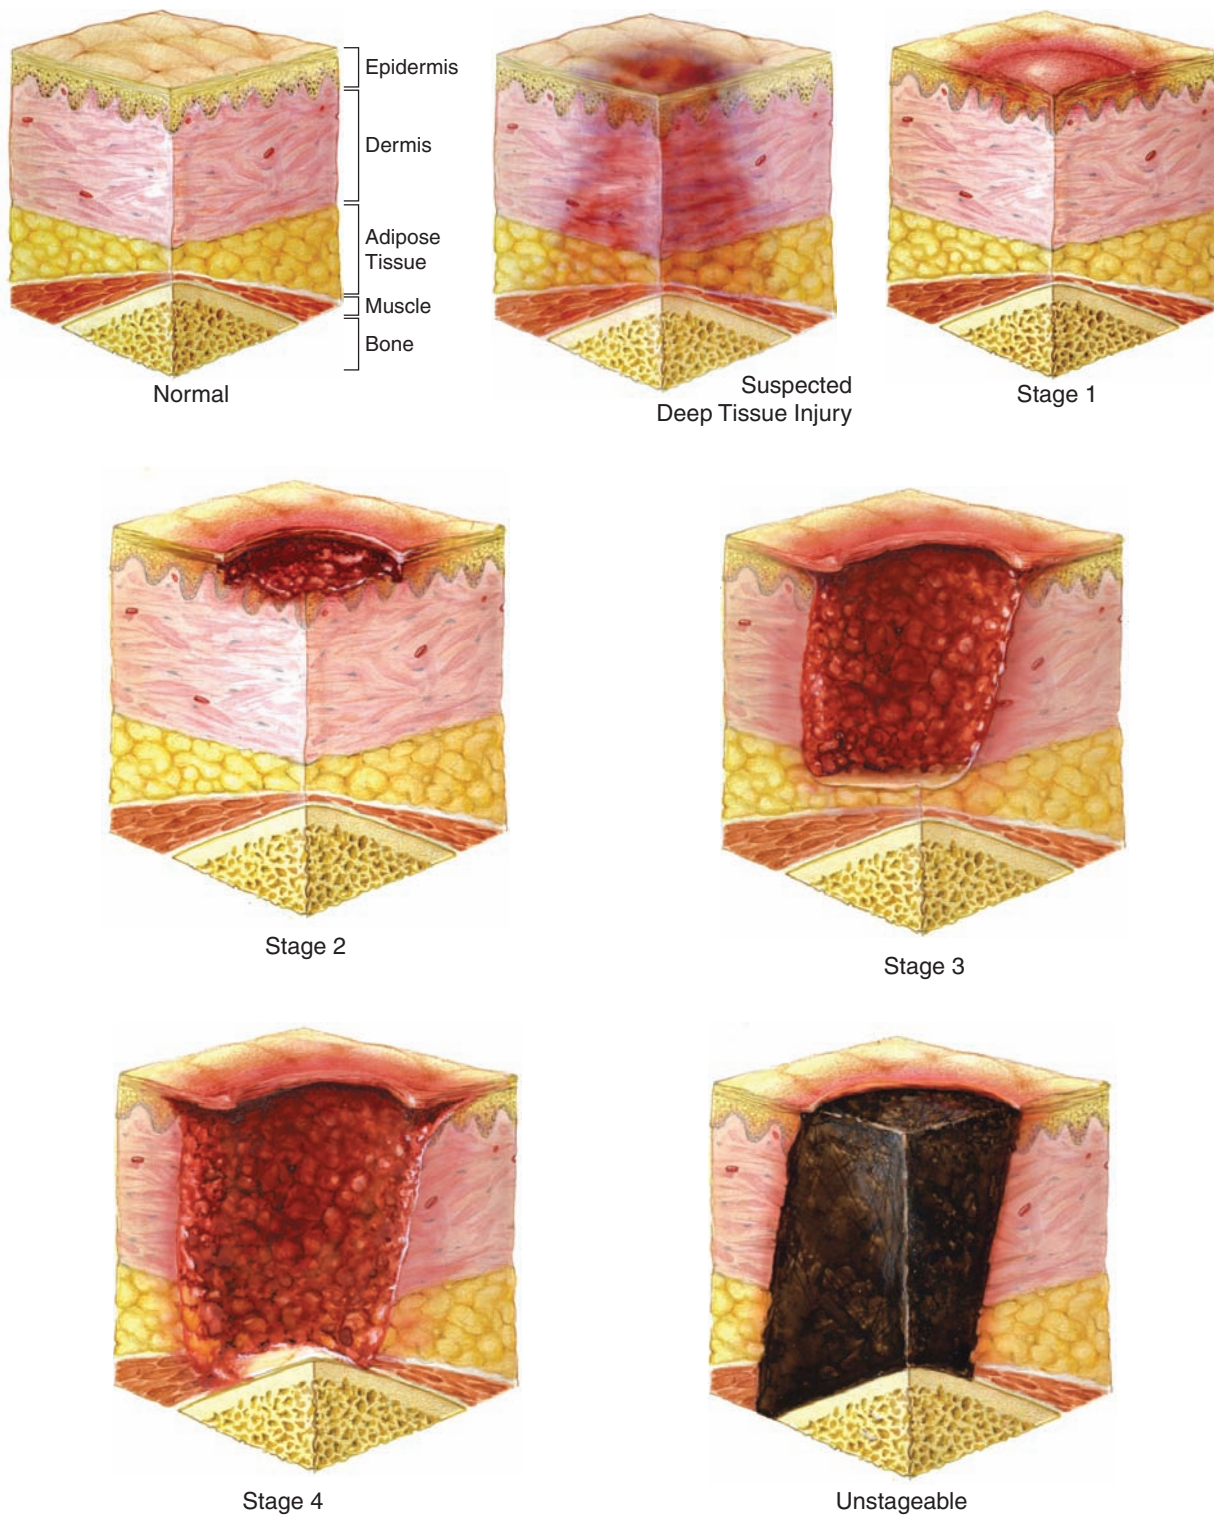 Epidermis
Dermis
Adipose
Tissue
Muscle
Bone
Normal
Suspected
Deep Tissue Injury
Stage 1
Stage 2
Stage 3
Stage 4
Unstageable